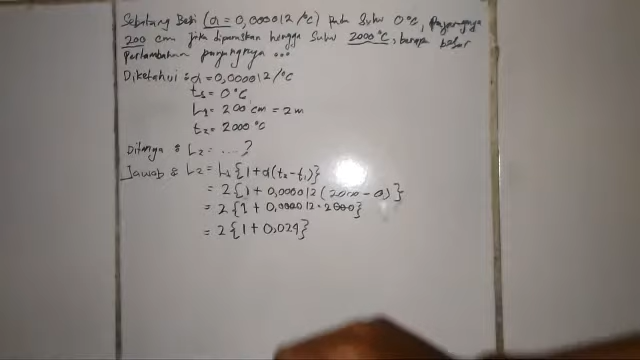 Sebatang Besi (α = 0,000012/°C) pada Suhu 0°C, Panjangnya
200 cm Jika dipanaskan hingga Suhu 2000°C, berapa besar
Pertambahan panjangnya ...
Diketahui : α = 0,000012/°C
t₁ = 0°C
L₁ = 200 cm = 2 m
t₂ = 2000°C
Ditanya : L₂ = .... ?
Jawab : L₂ = L₁ {1 + α (t₂ - t₁)}
= 2 {1 + 0,000012 (2000 - 0)}
= 2 {1 + 0,000012 · 2000}
= 2 {1 + 0,024}